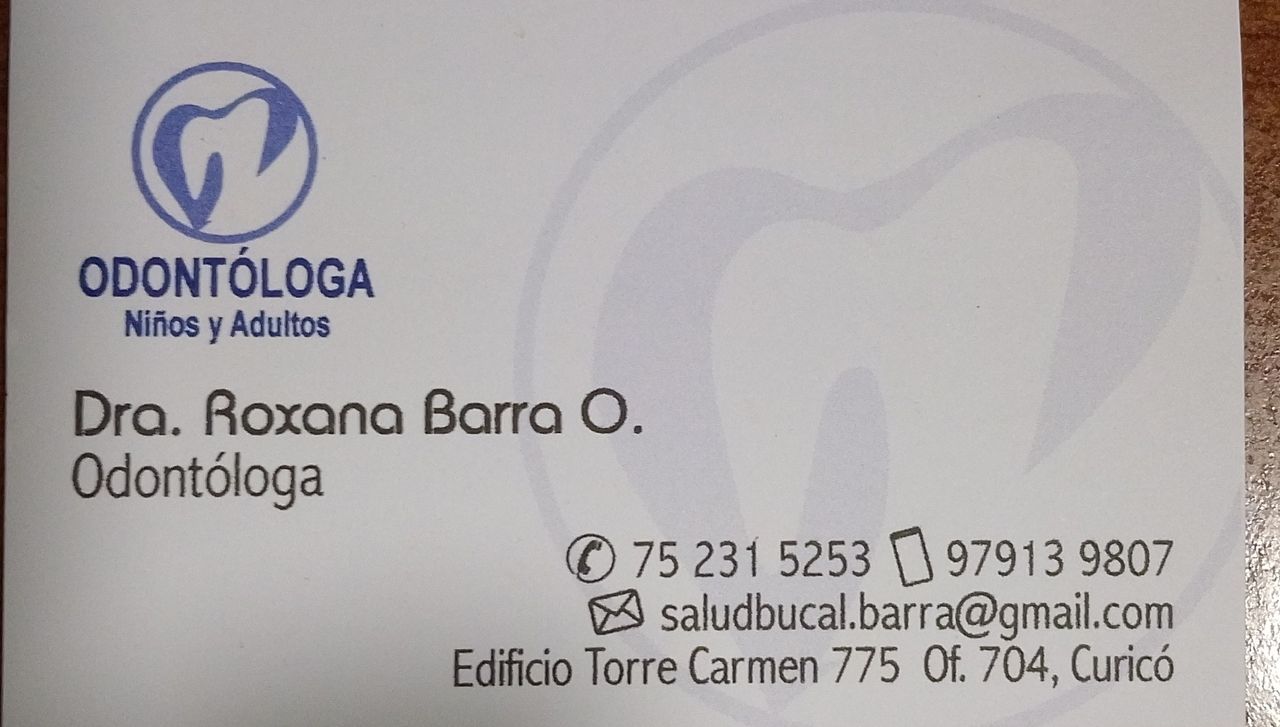 ODONTÓLOGA
Niños y Adultos
Dra. Roxana Barra O.
Odontóloga
75 231 5253 97913 9807
saludbucal.barra@gmail.com
Edificio Torre Carmen 775 Of. 704, Curicó